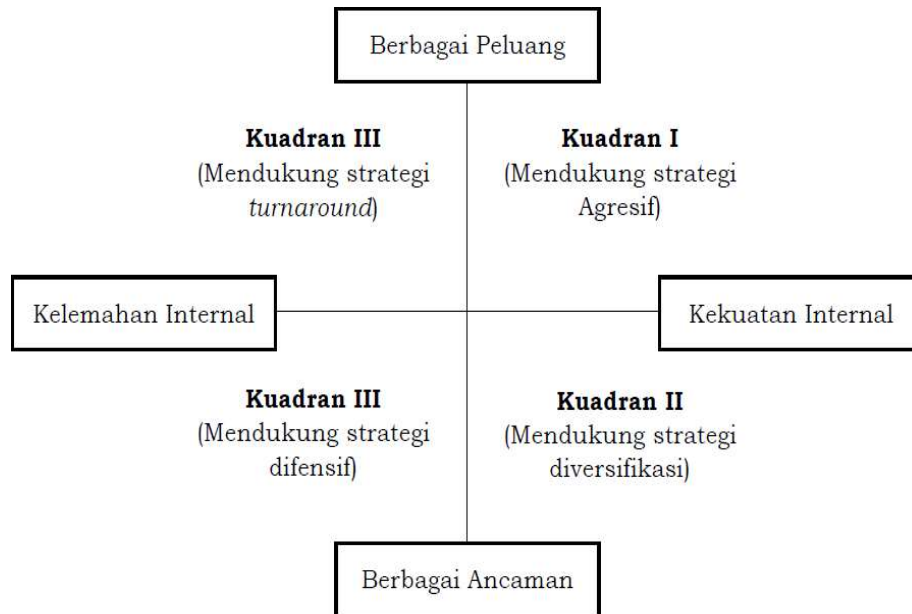 Berbagai Peluang
Kuadran III
(Mendukung strategi
turnaround)
Kuadran I
(Mendukung strategi
Agresif)
Kelemahan Internal
Kekuatan Internal
Kuadran III
(Mendukung strategi
difensif)
Kuadran II
(Mendukung strategi
diversifikasi)
Berbagai Ancaman